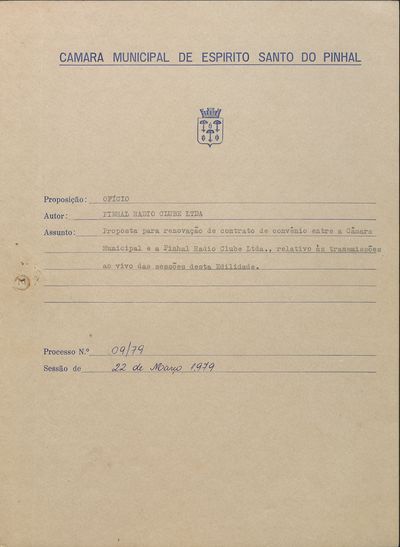 CAMARA MUNICIPAL DE ESPIRITO SANTO DO PINHAL
Proposição: OFÍCIO
Autor: PINHAL RADIO CLUBE LTDA
Assunto: Proposta para renovação de contrato de convênio entre a Câmara
Municipal e a Pinhal Radio Clube Ltda., relativo às transmissões
ao vivo das sessões desta Edilidade.
Processo N.º 09/79
Sessão de 22 de Março 1979